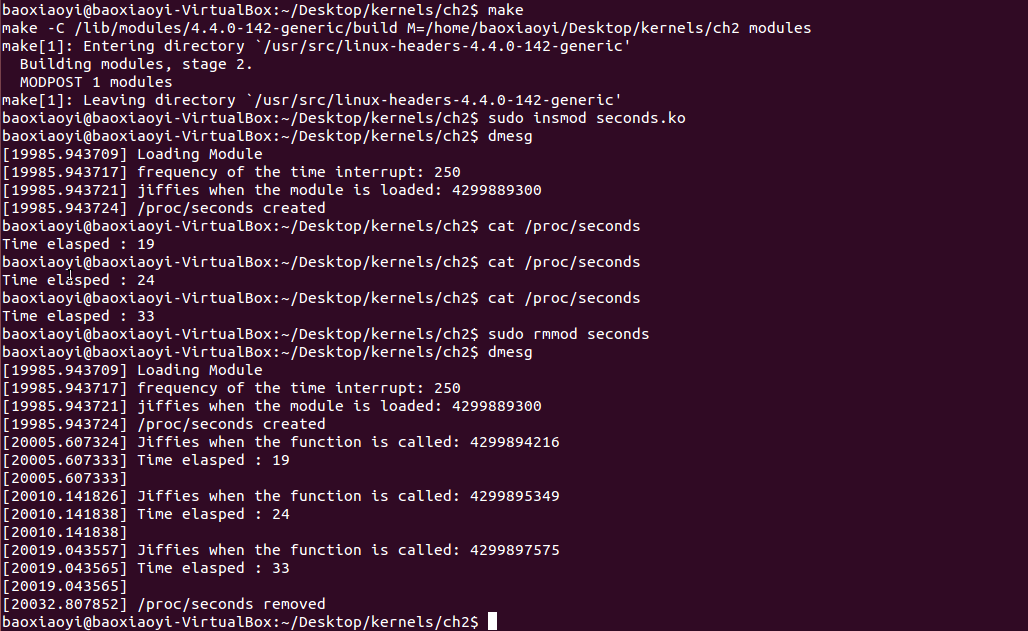 baoxiaoyi@baoxiaoyi-VirtualBox:~/Desktop/kernels/ch2$ make
make -C /lib/modules/4.4.0-142-generic/build M=/home/baoxiaoyi/Desktop/kernels/ch2 modules
make[1]: Entering directory `/usr/src/linux-headers-4.4.0-142-generic'
  Building modules, stage 2.
  MODPOST 1 modules
make[1]: Leaving directory `/usr/src/linux-headers-4.4.0-142-generic'
baoxiaoyi@baoxiaoyi-VirtualBox:~/Desktop/kernels/ch2$ sudo insmod seconds.ko
baoxiaoyi@baoxiaoyi-VirtualBox:~/Desktop/kernels/ch2$ dmesg
[19985.943709] Loading Module
[19985.943717] frequency of the time interrupt: 250
[19985.943721] jiffies when the module is loaded: 4299889300
[19985.943724] /proc/seconds created
baoxiaoyi@baoxiaoyi-VirtualBox:~/Desktop/kernels/ch2$ cat /proc/seconds
Time elasped : 19
baoxiaoyi@baoxiaoyi-VirtualBox:~/Desktop/kernels/ch2$ cat /proc/seconds
Time elasped : 24
baoxiaoyi@baoxiaoyi-VirtualBox:~/Desktop/kernels/ch2$ cat /proc/seconds
Time elasped : 33
baoxiaoyi@baoxiaoyi-VirtualBox:~/Desktop/kernels/ch2$ sudo rmmod seconds
baoxiaoyi@baoxiaoyi-VirtualBox:~/Desktop/kernels/ch2$ dmesg
[19985.943709] Loading Module
[19985.943717] frequency of the time interrupt: 250
[19985.943721] jiffies when the module is loaded: 4299889300
[19985.943724] /proc/seconds created
[20005.607324] Jiffies when the function is called: 4299894216
[20005.607333] Time elasped : 19
[20005.607333]
[20010.141826] Jiffies when the function is called: 4299895349
[20010.141838] Time elasped : 24
[20010.141838]
[20019.043557] Jiffies when the function is called: 4299897575
[20019.043565] Time elasped : 33
[20019.043565]
[20032.807852] /proc/seconds removed
baoxiaoyi@baoxiaoyi-VirtualBox:~/Desktop/kernels/ch2$